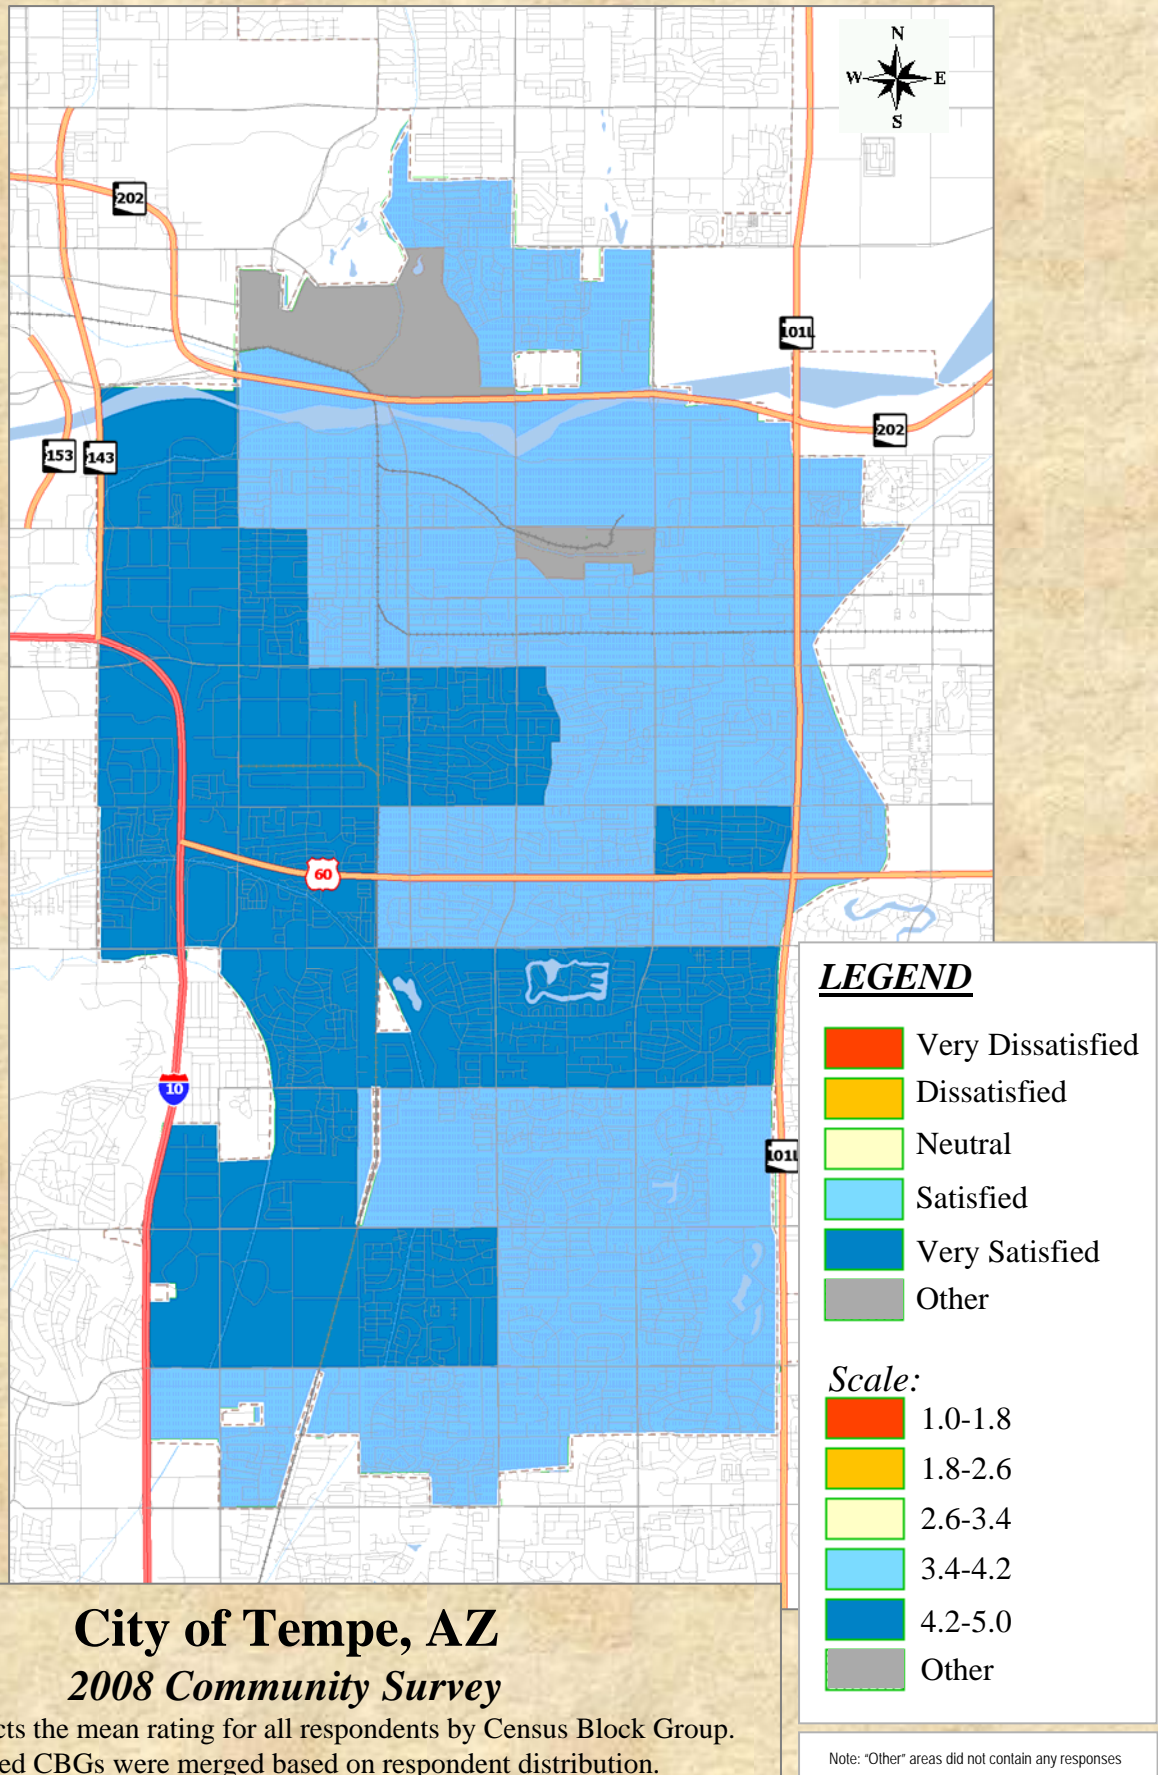 N
W E
S
202
101L
202
153 143
60
10
101L
LEGEND
Very Dissatisfied
Dissatisfied
Neutral
Satisfied
Very Satisfied
Other
Scale:
1.0-1.8
1.8-2.6
2.6-3.4
3.4-4.2
4.2-5.0
Other
City of Tempe, AZ
2008 Community Survey
cts the mean rating for all respondents by Census Block Group.
ed CBGs were merged based on respondent distribution.
Note: “Other” areas did not contain any responses